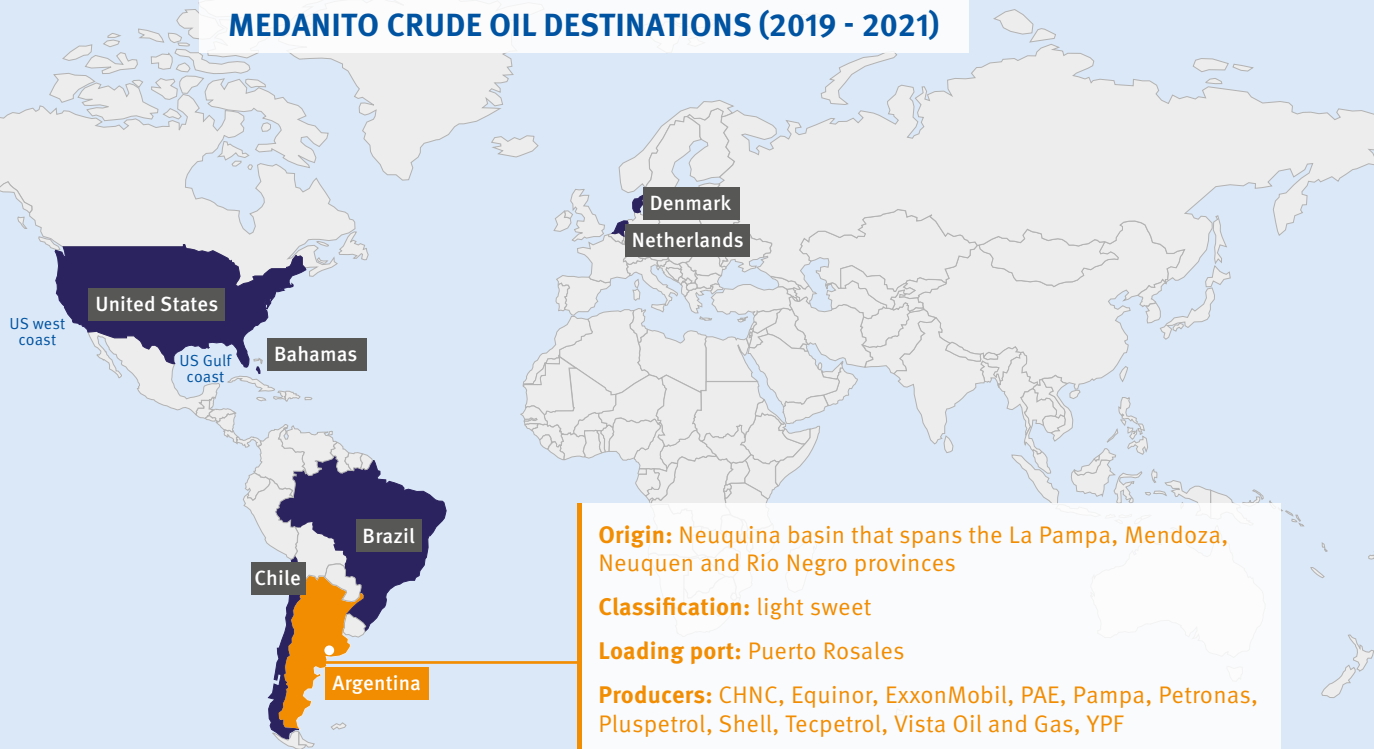 MEDANITO CRUDE OIL DESTINATIONS (2019 - 2021)
Denmark
Netherlands
United States
US west
coast
US Gulf
coast
Bahamas
Brazil
Chile
Argentina
Origin: Neuquina basin that spans the La Pampa, Mendoza,
Neuquen and Rio Negro provinces
Classification: light sweet
Loading port: Puerto Rosales
Producers: CHNC, Equinor, ExxonMobil, PAE, Pampa, Petronas,
Pluspetrol, Shell, Tecpetrol, Vista Oil and Gas, YPF